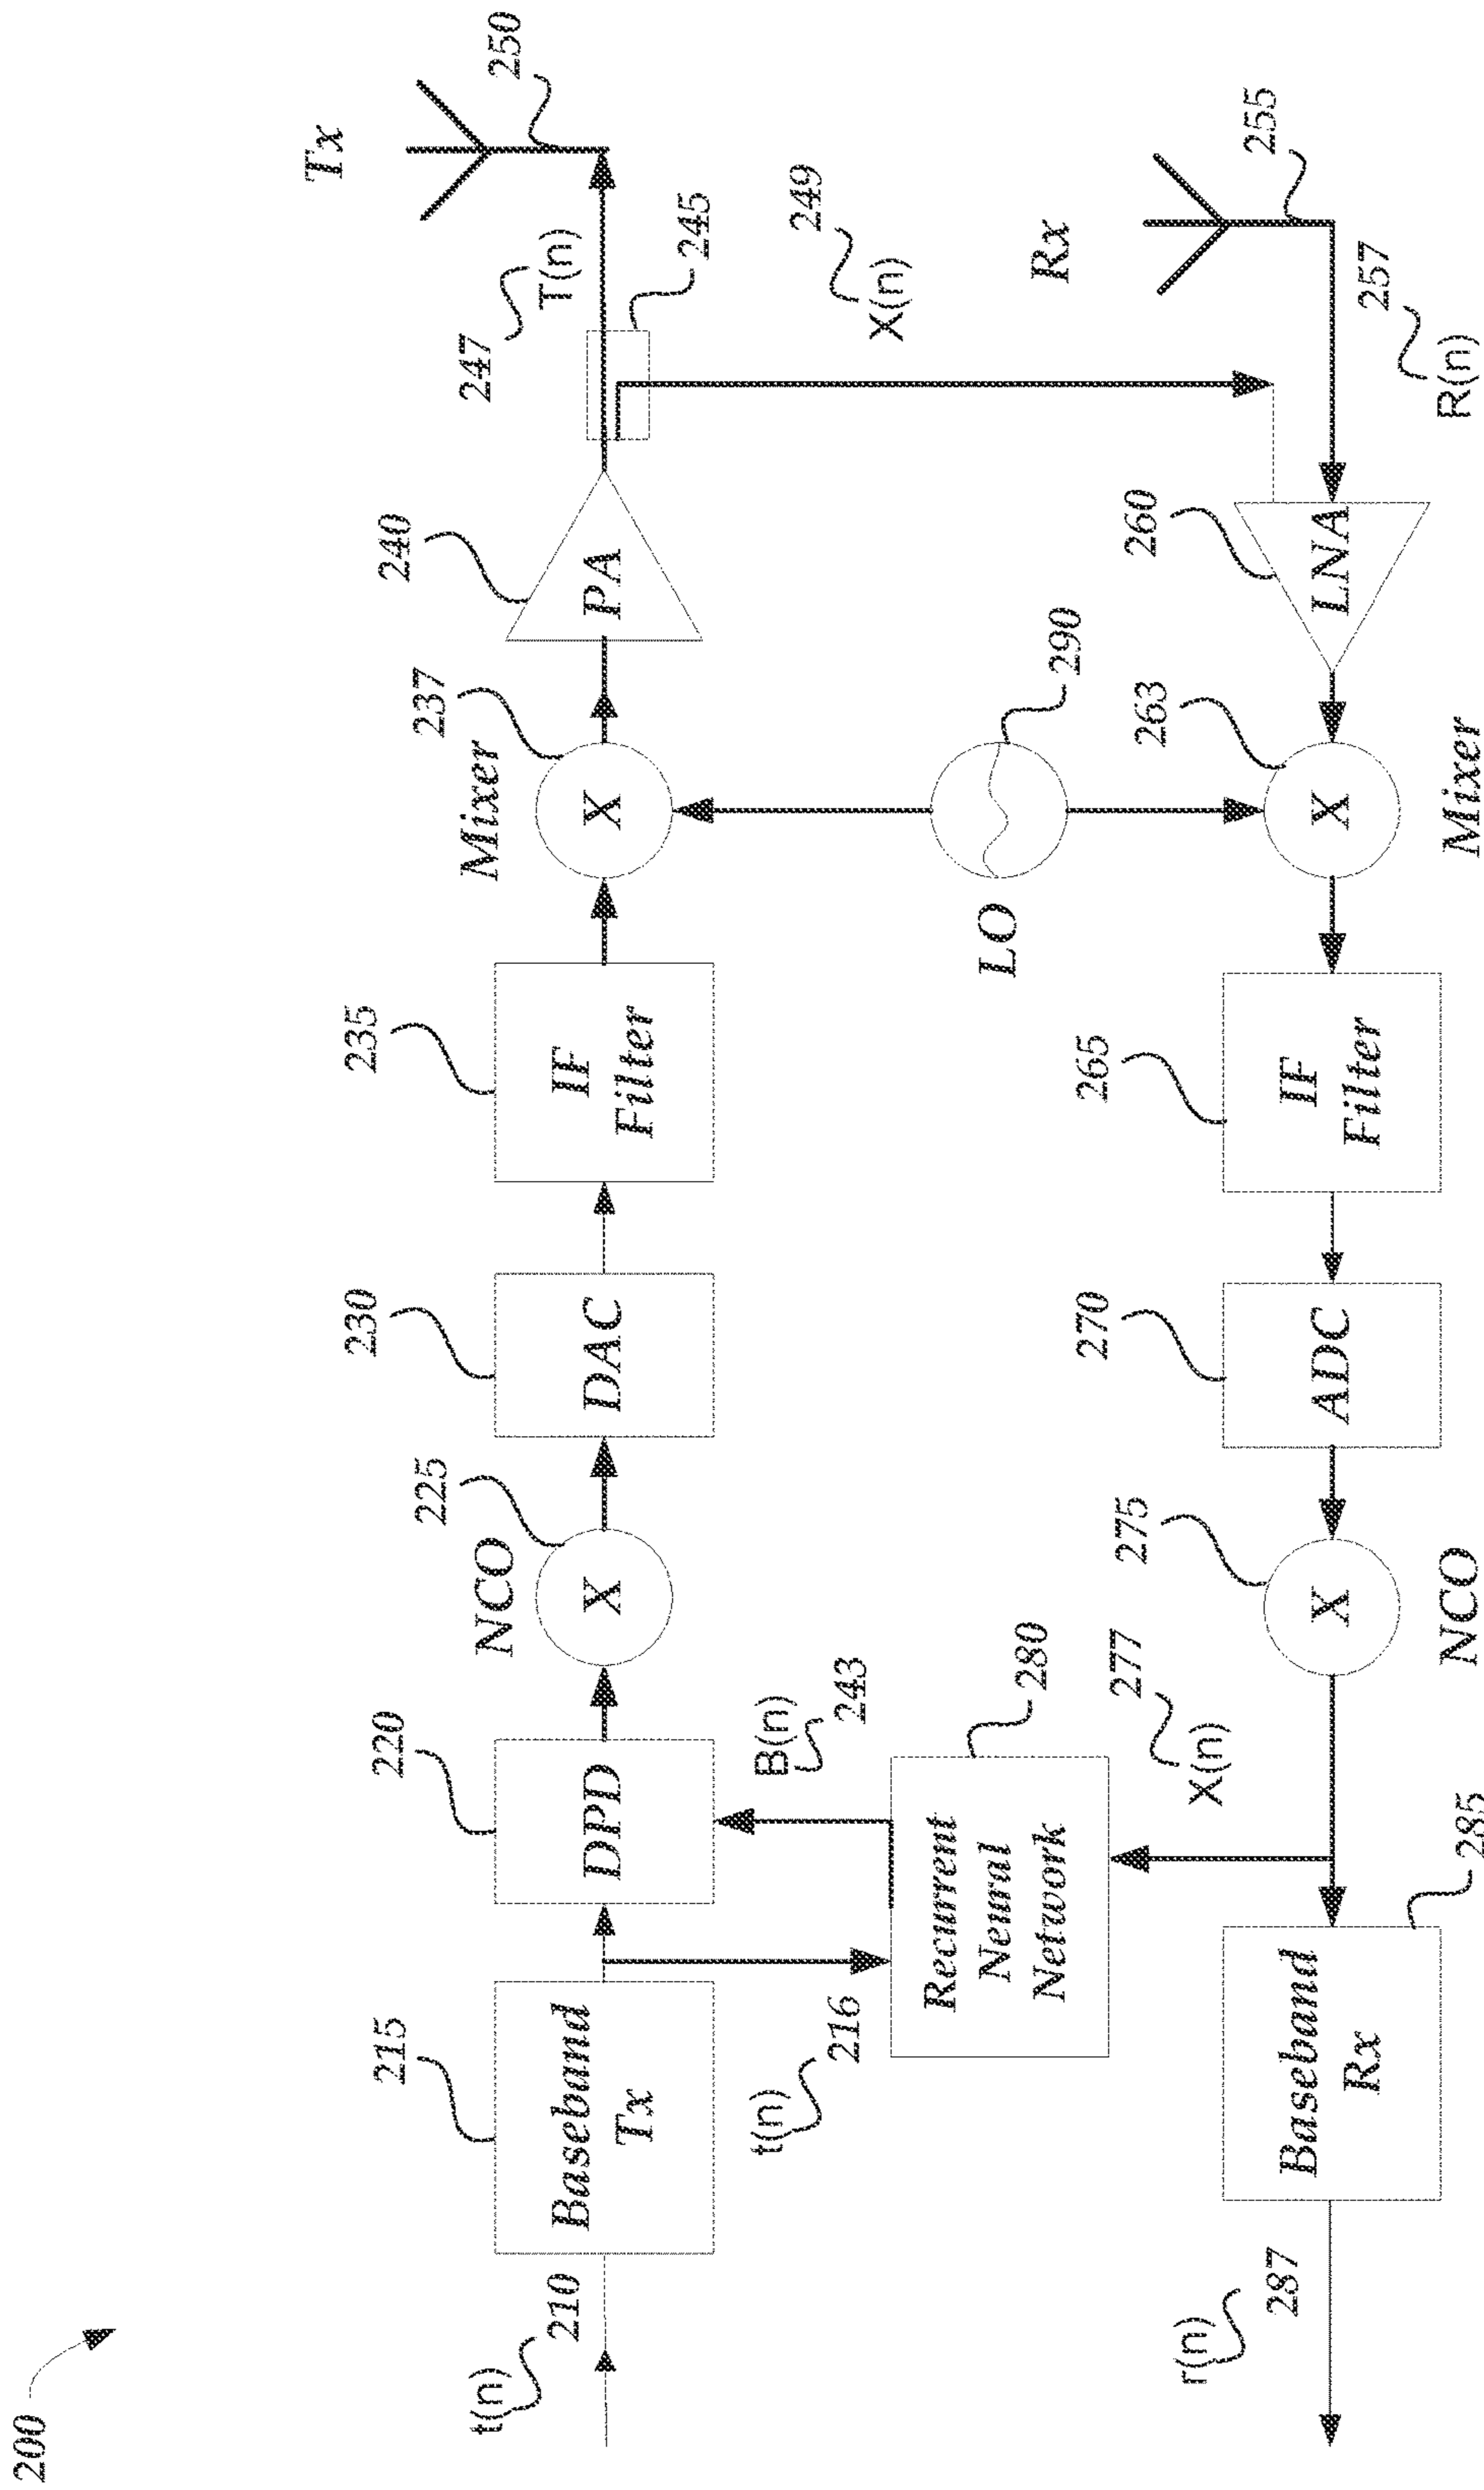 200
t(n)
210
215
Baseband
Tx
220
DPD
NCO
225
X
230
DAC
235
IF
Filter
Mixer
237
X
240
PA
247
T(n)
245
Tx
250
t(n)
216
B(n)
243
Recurrent
Neural
Network
280
277
X(n)
LO
290
249
X(n)
r(n)
287
Baseband
Rx
285
275
X
NCO
270
ADC
265
IF
Filter
263
X
Mixer
260
LNA
Rx
255
257
R(n)